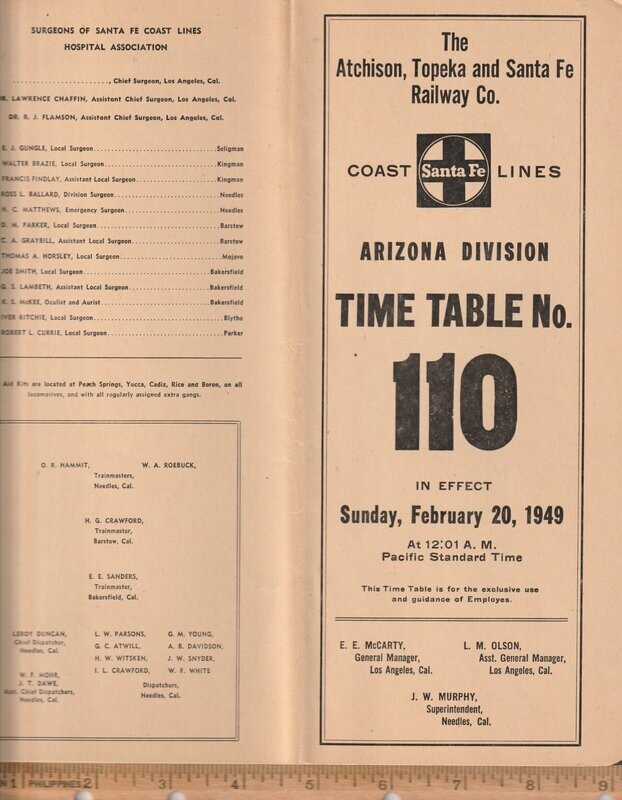 SURGEONS OF SANTA FE COAST LINES
HOSPITAL ASSOCIATION
......................., Chief Surgeon, Los Angeles, Cal.
DR. LAWRENCE CHAFFIN, Assistant Chief Surgeon, Los Angeles, Cal.
DR. R. J. FLAMSON, Assistant Chief Surgeon, Los Angeles, Cal.
E. J. GUNGLE, Local Surgeon........Seligman
WALTER BRAZIE, Local Surgeon........Kingman
FRANCIS FINDLAY, Assistant Local Surgeon........Kingman
ROSS L. BALLARD, Division Surgeon........Needles
H. C. MATTHEWS, Emergency Surgeon........Needles
D. M. PARKER, Local Surgeon........Barstow
C. A. GRAYBILL, Assistant Local Surgeon........Barstow
THOMAS A. HORSLEY, Local Surgeon........Mojave
JOE SMITH, Local Surgeon........Bakersfield
G. S. LAMBETH, Assistant Local Surgeon........Bakersfield
K. S. McKEE, Oculist and Aurist........Bakersfield
IVER RITCHIE, Local Surgeon........Blythe
ROBERT L. CURRIE, Local Surgeon........Parker
Aid Kits are located at Peach Springs, Yucca, Cadiz, Rice and Boron, on all
locomotives, and with all regularly assigned extra gangs.
O. R. HAMMIT, W. A. ROEBUCK,
Trainmasters,
Needles, Cal.
H. G. CRAWFORD,
Trainmaster,
Barstow, Cal.
E. E. SANDERS,
Trainmaster,
Bakersfield, Cal.
LEROY DUNCAN,
Chief Dispatcher,
Needles, Cal.
W. F. MOHR,
J. T. DAWE,
Asst. Chief Dispatchers,
Needles, Cal.
L. W. PARSONS, G. M. YOUNG,
G. C. ATWILL, A. B. DAVIDSON,
H. W. WITSKEN, J. W. SNYDER,
I. L. CRAWFORD, W. F. WHITE
Dispatchers,
Needles, Cal.
The
Atchison, Topeka and Santa Fe
Railway Co.
COAST Santa Fe LINES
ARIZONA DIVISION
TIME TABLE No.
110
IN EFFECT
Sunday, February 20, 1949
At 12:01 A. M.
Pacific Standard Time
This Time Table is for the exclusive use
and guidance of Employes.
E. E. McCARTY,
General Manager,
Los Angeles, Cal.
L. M. OLSON,
Asst. General Manager,
Los Angeles, Cal.
J. W. MURPHY,
Superintendent,
Needles, Cal.
1 PHILIPPINES 2 3 4 5 6 7 8 9